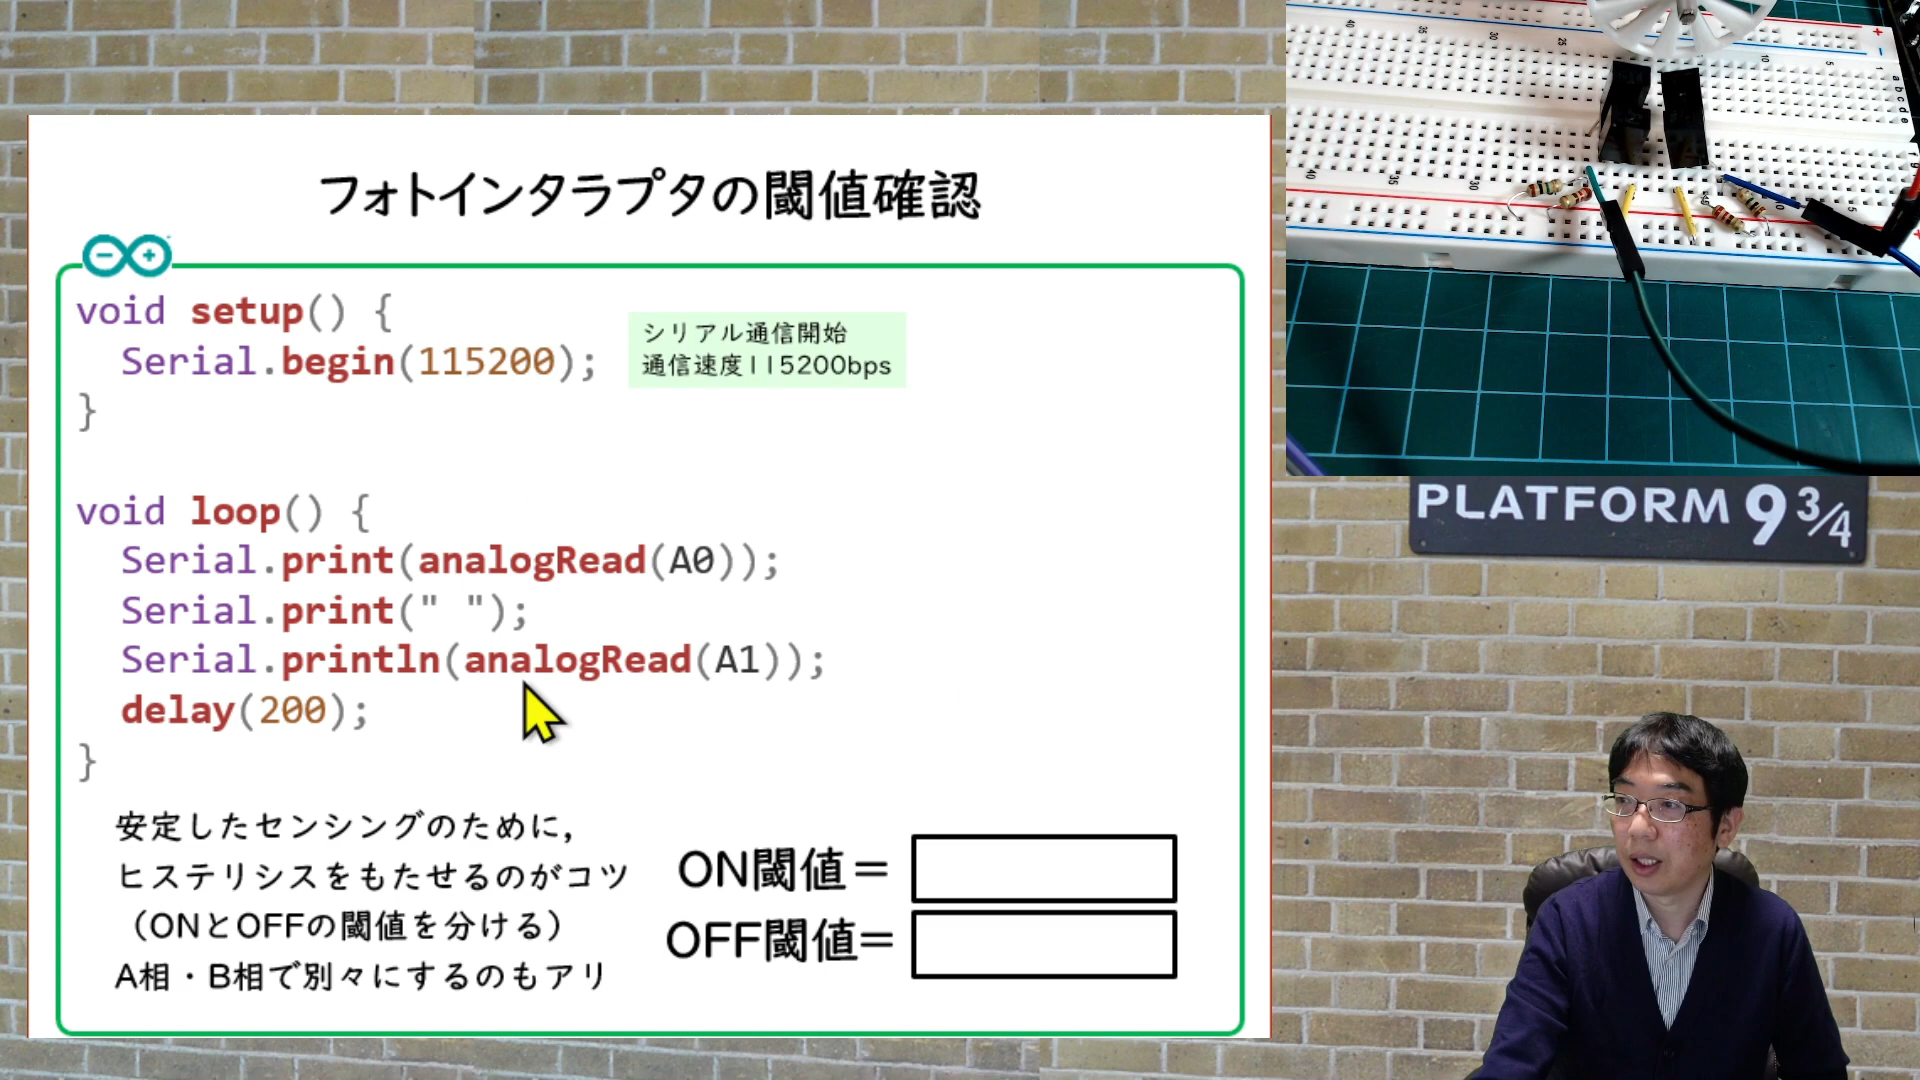 フォトインタラプタの閾値確認
void setup() {
Serial.begin(115200);
}
シリアル通信開始
通信速度115200bps
void loop() {
Serial.print(analogRead(A0));
Serial.print(" ");
Serial.println(analogRead(A1));
delay(200);
}
安定したセンシングのために,
ヒステリシスをもたせるのがコツ
（ONとOFFの閾値を分ける）
A相・B相で別々にするのもアリ
ON閾値＝
OFF閾値＝
PLATFORM 9 3/4